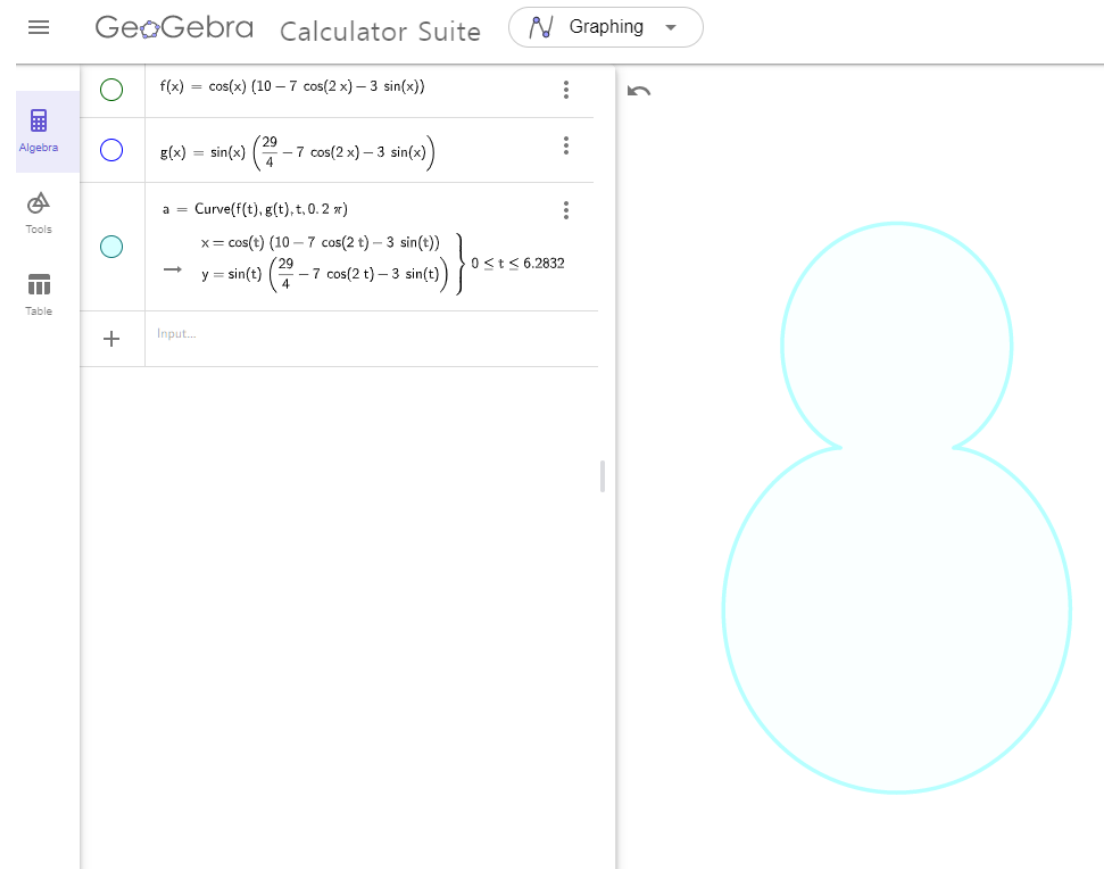 GeoGebra Calculator Suite Graphing
f(x) = cos(x) (10 – 7 cos(2 x) – 3 sin(x))
Algebra
g(x) = sin(x) (29/4 – 7 cos(2 x) – 3 sin(x))
a = Curve(f(t), g(t), t, 0. 2 π)
Tools
x = cos(t) (10 – 7 cos(2 t) – 3 sin(t))
→ y = sin(t) (29/4 – 7 cos(2 t) – 3 sin(t)) } 0 ≤ t ≤ 6.2832
Table
Input...